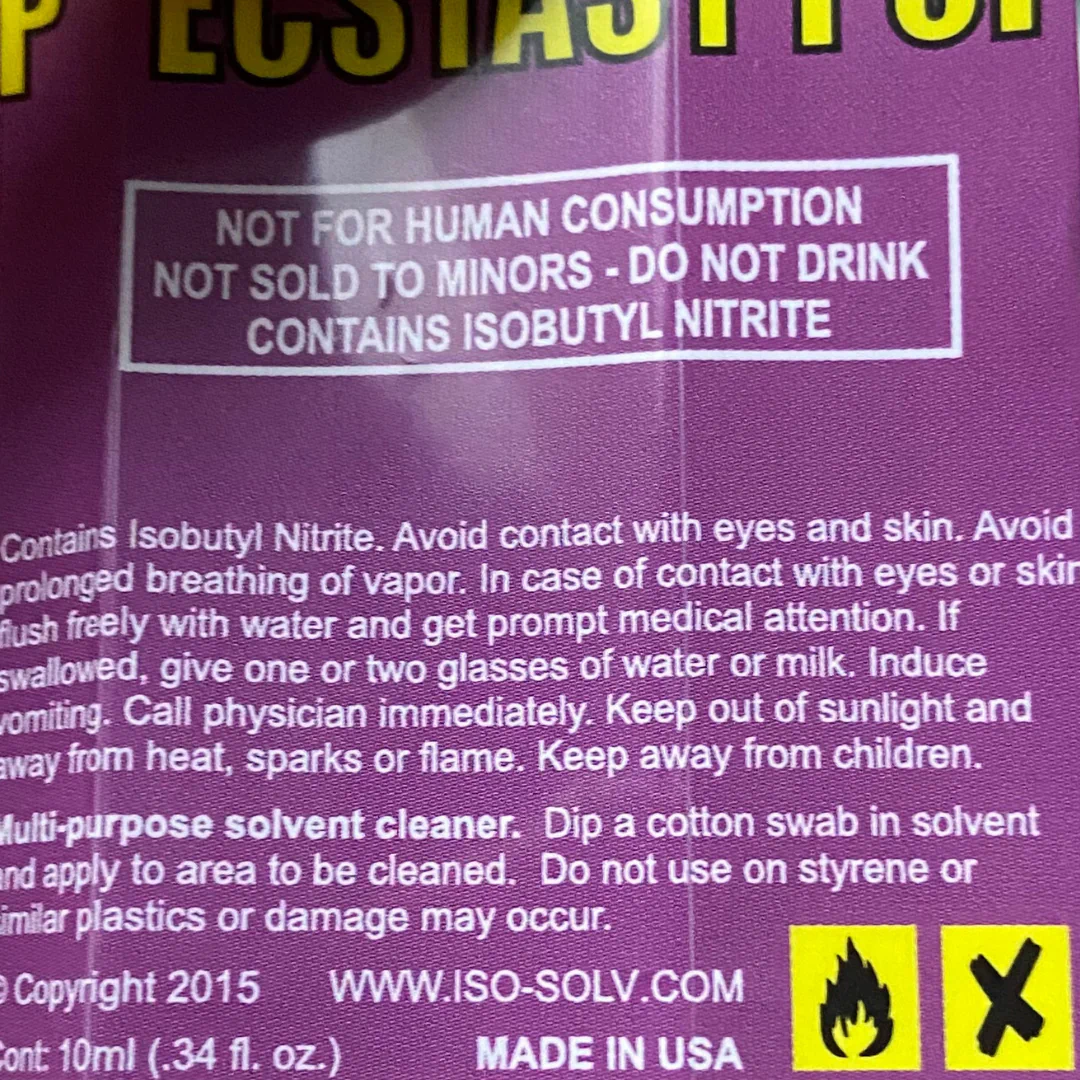 P ECSTASY POP
NOT FOR HUMAN CONSUMPTION
NOT SOLD TO MINORS - DO NOT DRINK
CONTAINS ISOBUTYL NITRITE
Contains Isobutyl Nitrite. Avoid contact with eyes and skin. Avoid
prolonged breathing of vapor. In case of contact with eyes or skin
flush freely with water and get prompt medical attention. If
swallowed, give one or two glasses of water or milk. Induce
vomiting. Call physician immediately. Keep out of sunlight and
away from heat, sparks or flame. Keep away from children.
Multi-purpose solvent cleaner. Dip a cotton swab in solvent
and apply to area to be cleaned. Do not use on styrene or
similar plastics or damage may occur.
© Copyright 2015 WWW.ISO-SOLV.COM
Cont: 10ml (.34 fl. oz.) MADE IN USA